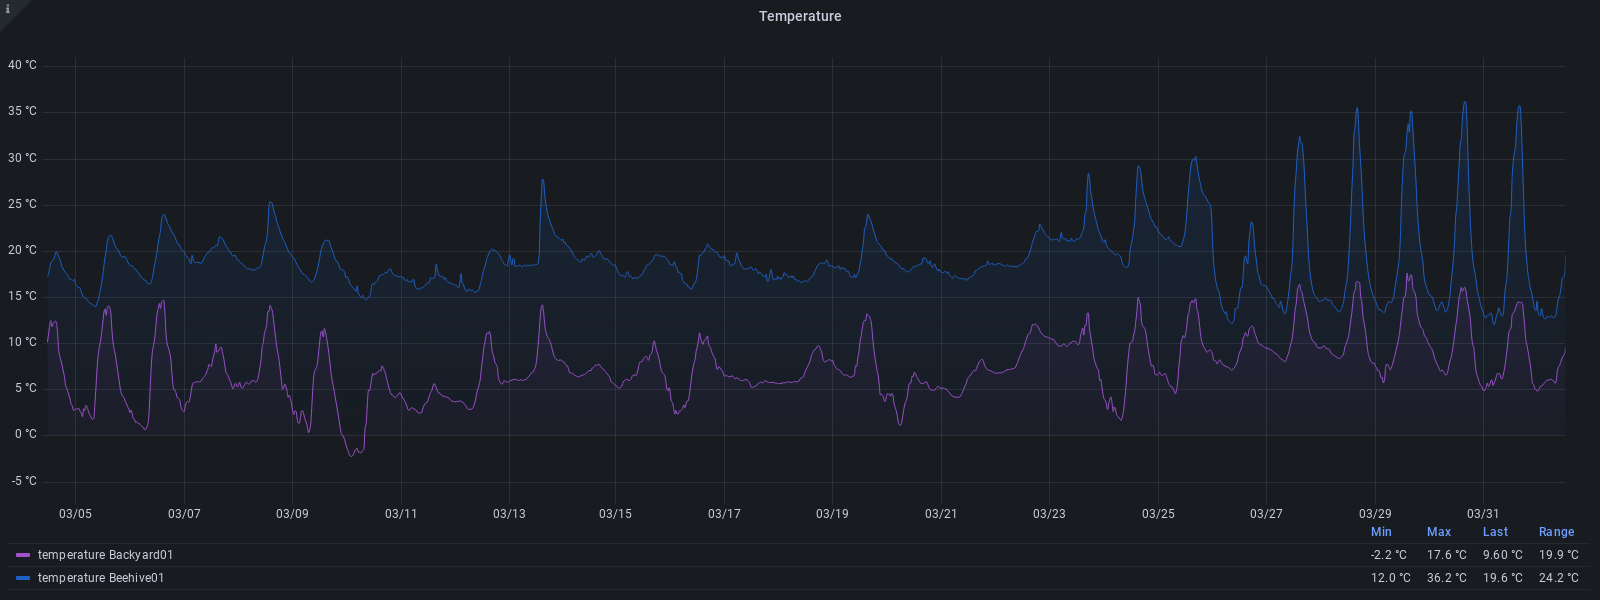 i
Temperature
40 °C
35 °C
30 °C
25 °C
20 °C
15 °C
10 °C
5 °C
0 °C
-5 °C
03/05 03/07 03/09 03/11 03/13 03/15 03/17 03/19 03/21 03/23 03/25 03/27 03/29 03/31
Min Max Last Range
temperature Backyard01 -2.2 °C 17.6 °C 9.60 °C 19.9 °C
temperature Beehive01 12.0 °C 36.2 °C 19.6 °C 24.2 °C